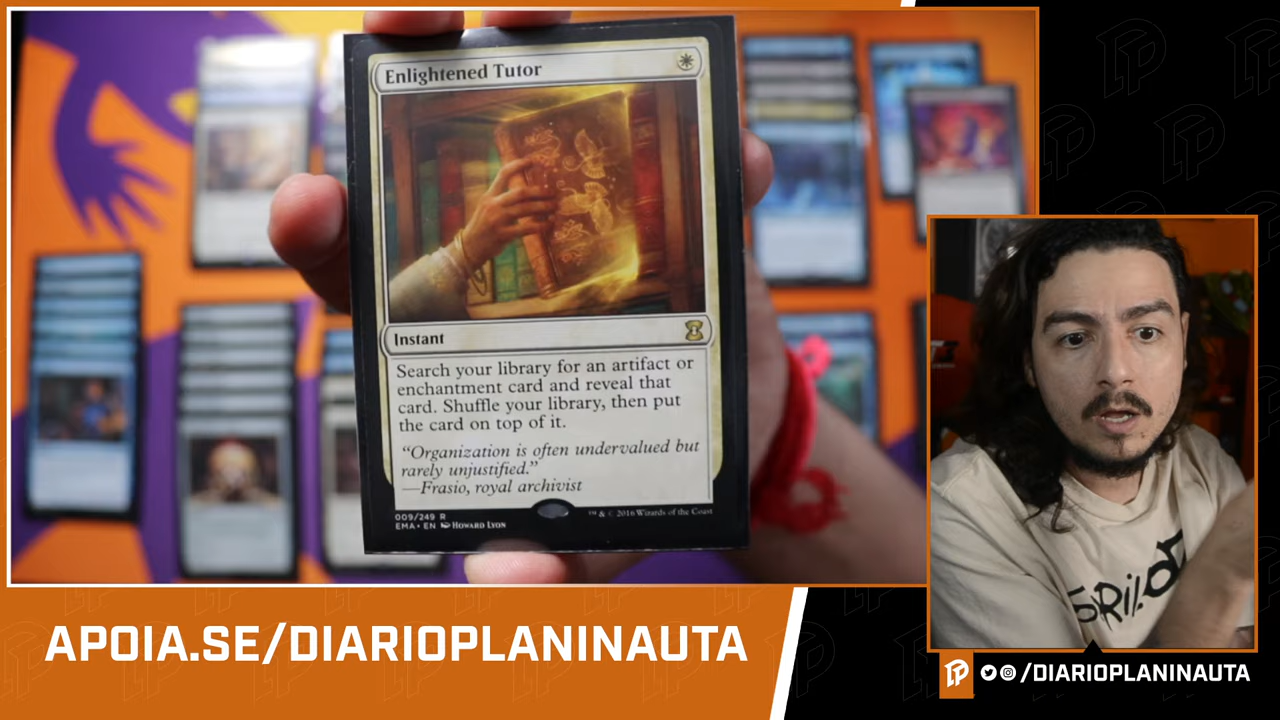 Enlightened Tutor
Instant
Search your library for an artifact or
enchantment card and reveal that
card. Shuffle your library, then put
the card on top of it.
“Organization is often undervalued but
rarely unjustified.”
—Frasio, royal archivist
009/249 R
EMA • EN Howard Lyon
™ & © 2016 Wizards of the Coast
APOIA.SE/DIARIOPLANINAUTA
/DIARIOPLANINAUTA